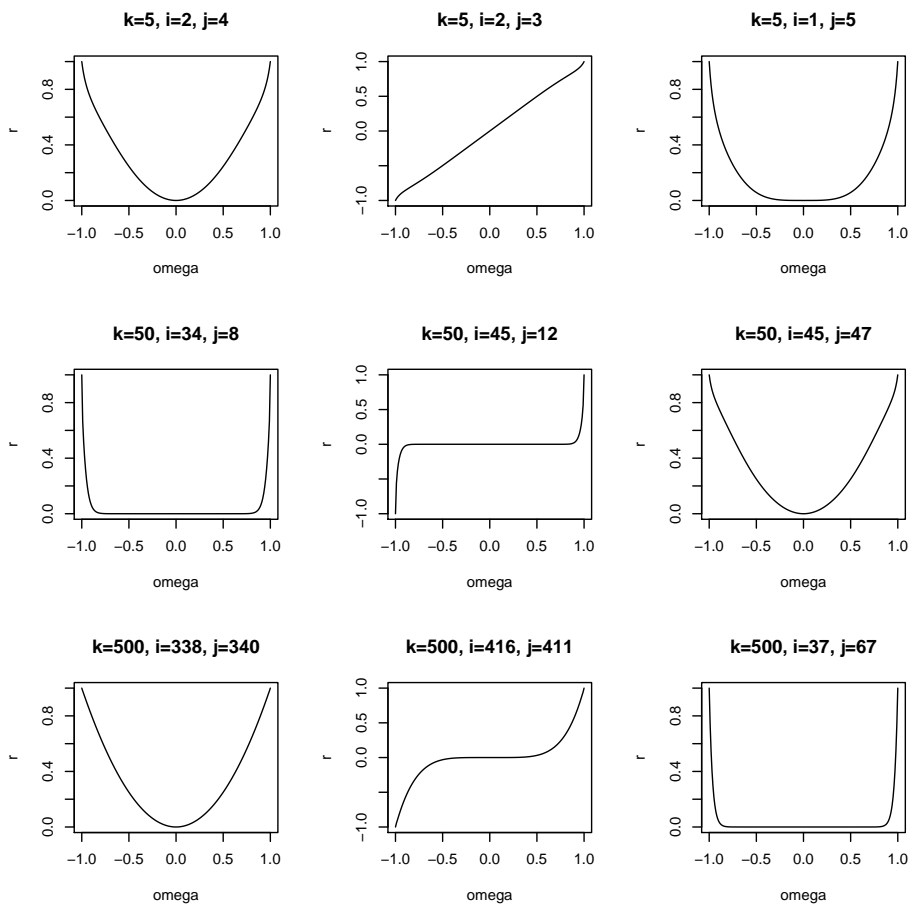 k=5, i=2, j=4
r
0.0 0.4 0.8
−1.0 −0.5 0.0 0.5 1.0
omega
k=5, i=2, j=3
r
−1.0 0.0 0.5 1.0
−1.0 −0.5 0.0 0.5 1.0
omega
k=5, i=1, j=5
r
0.0 0.4 0.8
−1.0 −0.5 0.0 0.5 1.0
omega
k=50, i=34, j=8
r
0.0 0.4 0.8
−1.0 −0.5 0.0 0.5 1.0
omega
k=50, i=45, j=12
r
−1.0 0.0 0.5 1.0
−1.0 −0.5 0.0 0.5 1.0
omega
k=50, i=45, j=47
r
0.0 0.4 0.8
−1.0 −0.5 0.0 0.5 1.0
omega
k=500, i=338, j=340
r
0.0 0.4 0.8
−1.0 −0.5 0.0 0.5 1.0
omega
k=500, i=416, j=411
r
−1.0 0.0 0.5 1.0
−1.0 −0.5 0.0 0.5 1.0
omega
k=500, i=37, j=67
r
0.0 0.4 0.8
−1.0 −0.5 0.0 0.5 1.0
omega